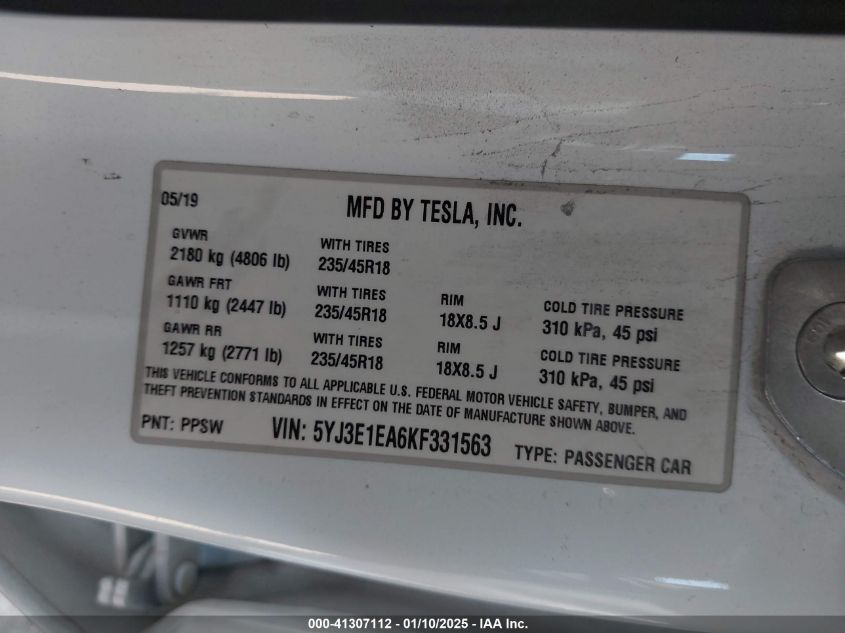 05/19
MFD BY TESLA, INC.
GVWR
2180 kg (4806 lb)
WITH TIRES
235/45R18
GAWR FRT
1110 kg (2447 lb)
WITH TIRES
235/45R18
RIM
18X8.5 J
COLD TIRE PRESSURE
310 kPa, 45 psi
GAWR RR
1257 kg (2771 lb)
WITH TIRES
235/45R18
RIM
18X8.5 J
COLD TIRE PRESSURE
310 kPa, 45 psi
THIS VEHICLE CONFORMS TO ALL APPLICABLE U.S. FEDERAL MOTOR VEHICLE SAFETY, BUMPER, AND
THEFT PREVENTION STANDARDS IN EFFECT ON THE DATE OF MANUFACTURE SHOWN ABOVE.
PNT: PPSW
VIN: 5YJ3E1EA6KF331563
TYPE: PASSENGER CAR
000-41307112 — 01/10/2025 — IAA Inc.